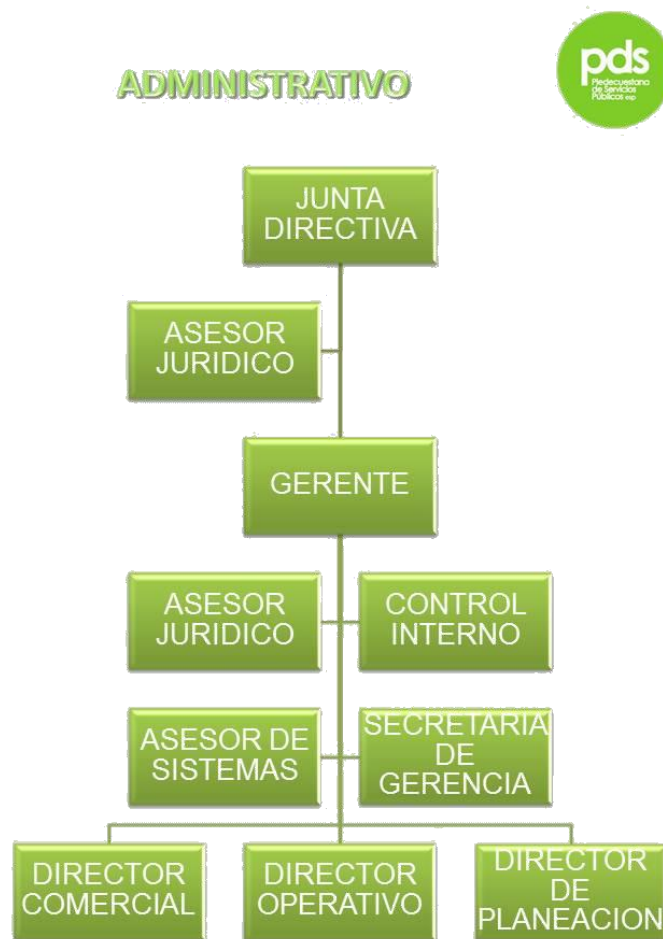 ADMINISTRATIVO
pds
Piedecuestana
de Servicios
Públicos esp
JUNTA
DIRECTIVA
ASESOR
JURIDICO
GERENTE
ASESOR
JURIDICO
CONTROL
INTERNO
ASESOR DE
SISTEMAS
SECRETARIA
DE
GERENCIA
DIRECTOR
COMERCIAL
DIRECTOR
OPERATIVO
DIRECTOR
DE
PLANEACION